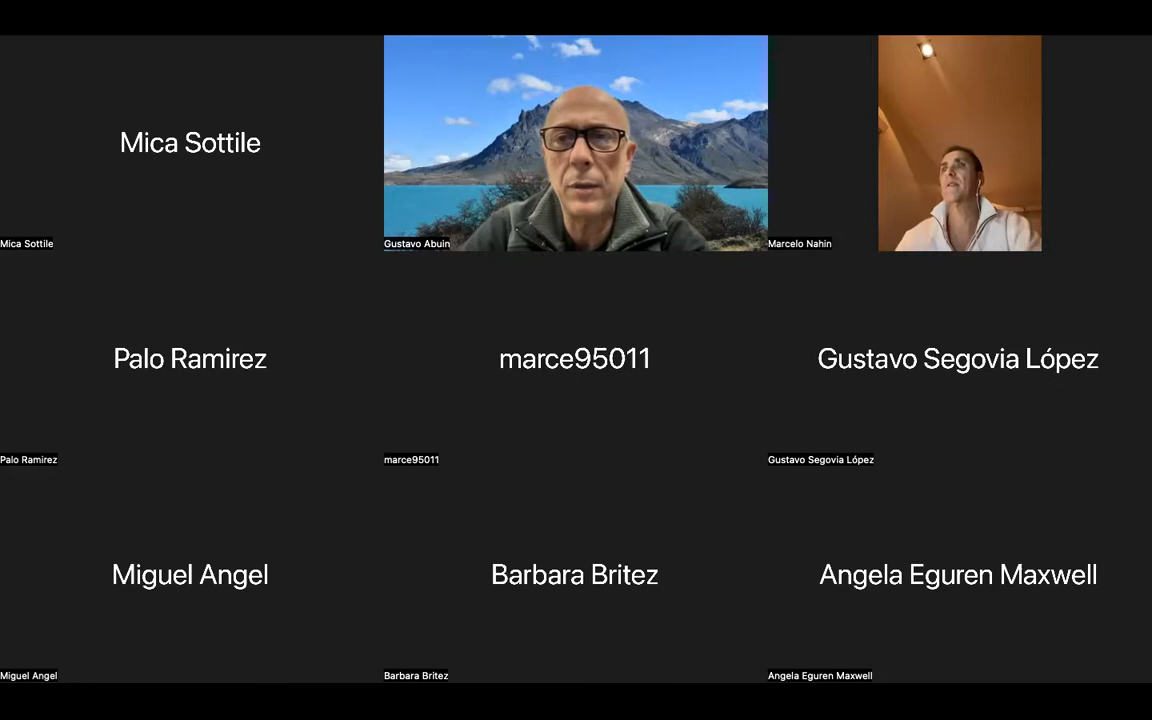 Mica Sottile
Mica Sottile
Gustavo Abuin
Marcelo Nahin
Palo Ramirez
marce95011
Gustavo Segovia López
Palo Ramirez
marce95011
Gustavo Segovia López
Miguel Angel
Barbara Britez
Angela Eguren Maxwell
Miguel Angel
Barbara Britez
Angela Eguren Maxwell